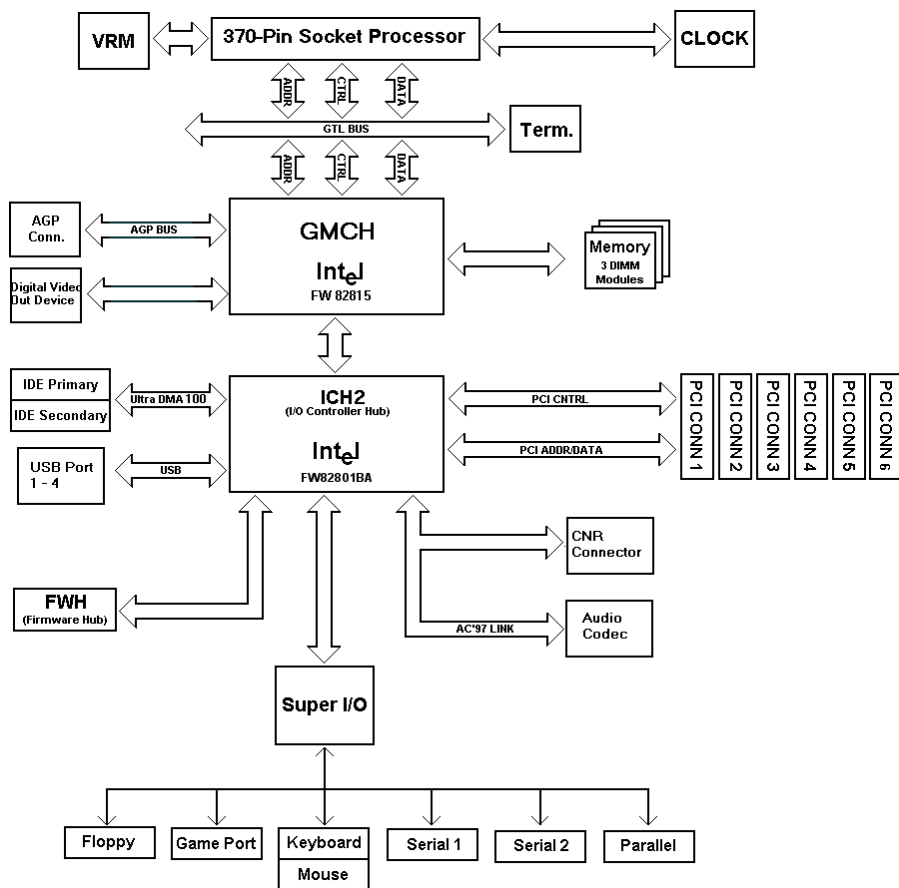 VRM
370-Pin Socket Processor
CLOCK
ADDR
CTRL
DATA
GTL BUS
Term.
ADDR
CTRL
DATA
AGP
Conn.
AGP BUS
GMCH
Intel
FW 82815
Memory
3 DIMM
Modules
Digital Video
Out Device
IDE Primary
IDE Secondary
Ultra DMA 100
ICH2
(I/O Controller Hub)
Intel
FW82801BA
PCI CNTRL
PCI ADDR/DATA
PCI CONN 1
PCI CONN 2
PCI CONN 3
PCI CONN 4
PCI CONN 5
PCI CONN 6
USB Port
1 - 4
USB
CNR
Connector
FWH
(Firmware Hub)
AC'97 LINK
Audio
Codec
Super I/O
Floppy
Game Port
Keyboard
Mouse
Serial 1
Serial 2
Parallel